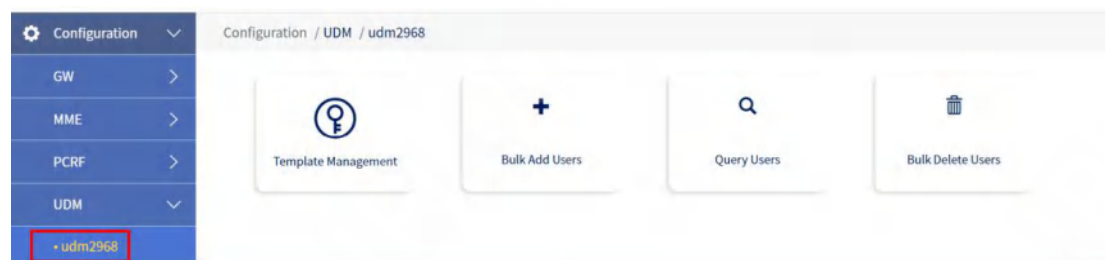 Configuration
Configuration / UDM / udm2968
GW
MME
PCRF
UDM
• udm2968
Template Management
Bulk Add Users
Query Users
Bulk Delete Users